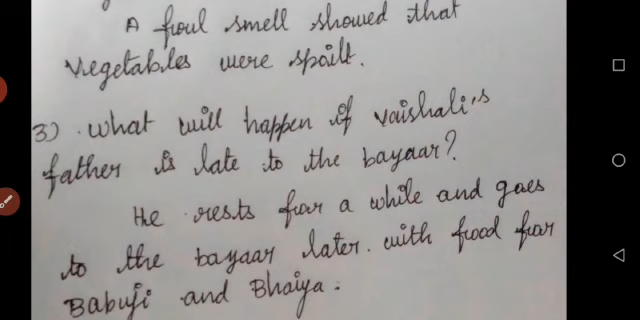 A foul smell showed that
vegetables were spoilt.
3) What will happen if vaishali's
father is late to the bazaar?
He rests for a while and goes
to the bazaar later. with food for
Babuji and Bhaiya.